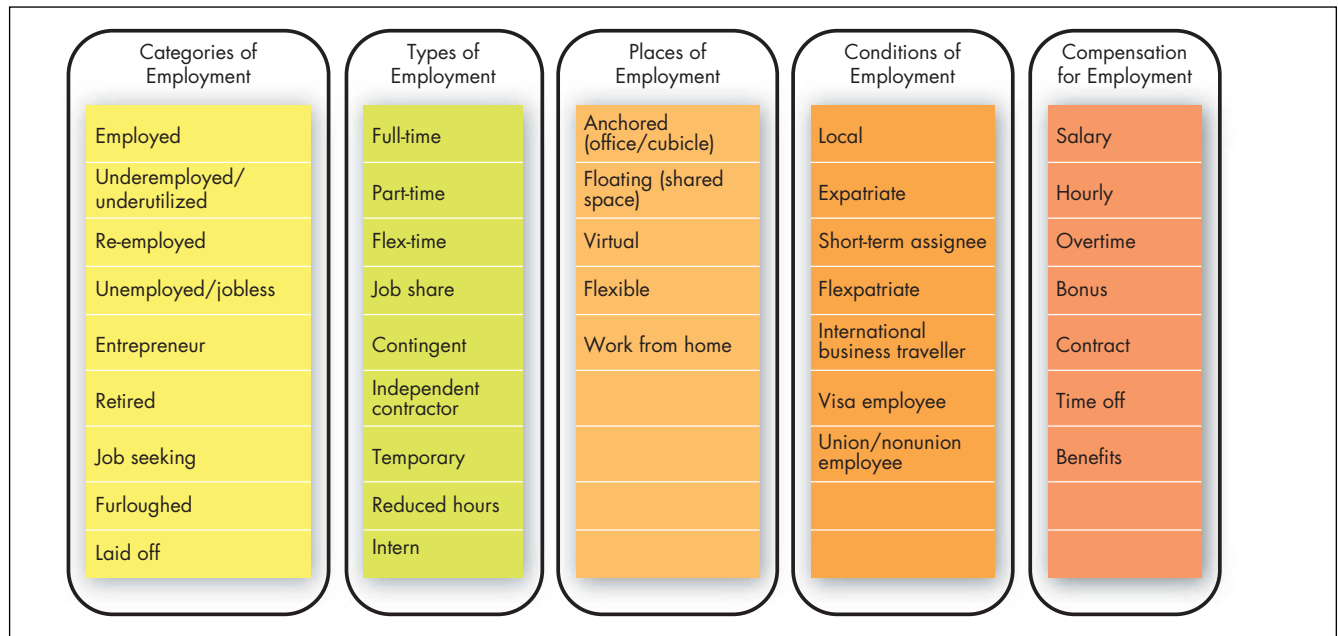 Categories of
Employment
Employed
Underemployed/
underutilized
Re-employed
Unemployed/jobless
Entrepreneur
Retired
Job seeking
Furloughed
Laid off
Types of
Employment
Full-time
Part-time
Flex-time
Job share
Contingent
Independent
contractor
Temporary
Reduced hours
Intern
Places of
Employment
Anchored
(office/cubicle)
Floating (shared
space)
Virtual
Flexible
Work from home
Conditions of
Employment
Local
Expatriate
Short-term assignee
Flexpatriate
International
business traveller
Visa employee
Union/nonunion
employee
Compensation
for Employment
Salary
Hourly
Overtime
Bonus
Contract
Time off
Benefits